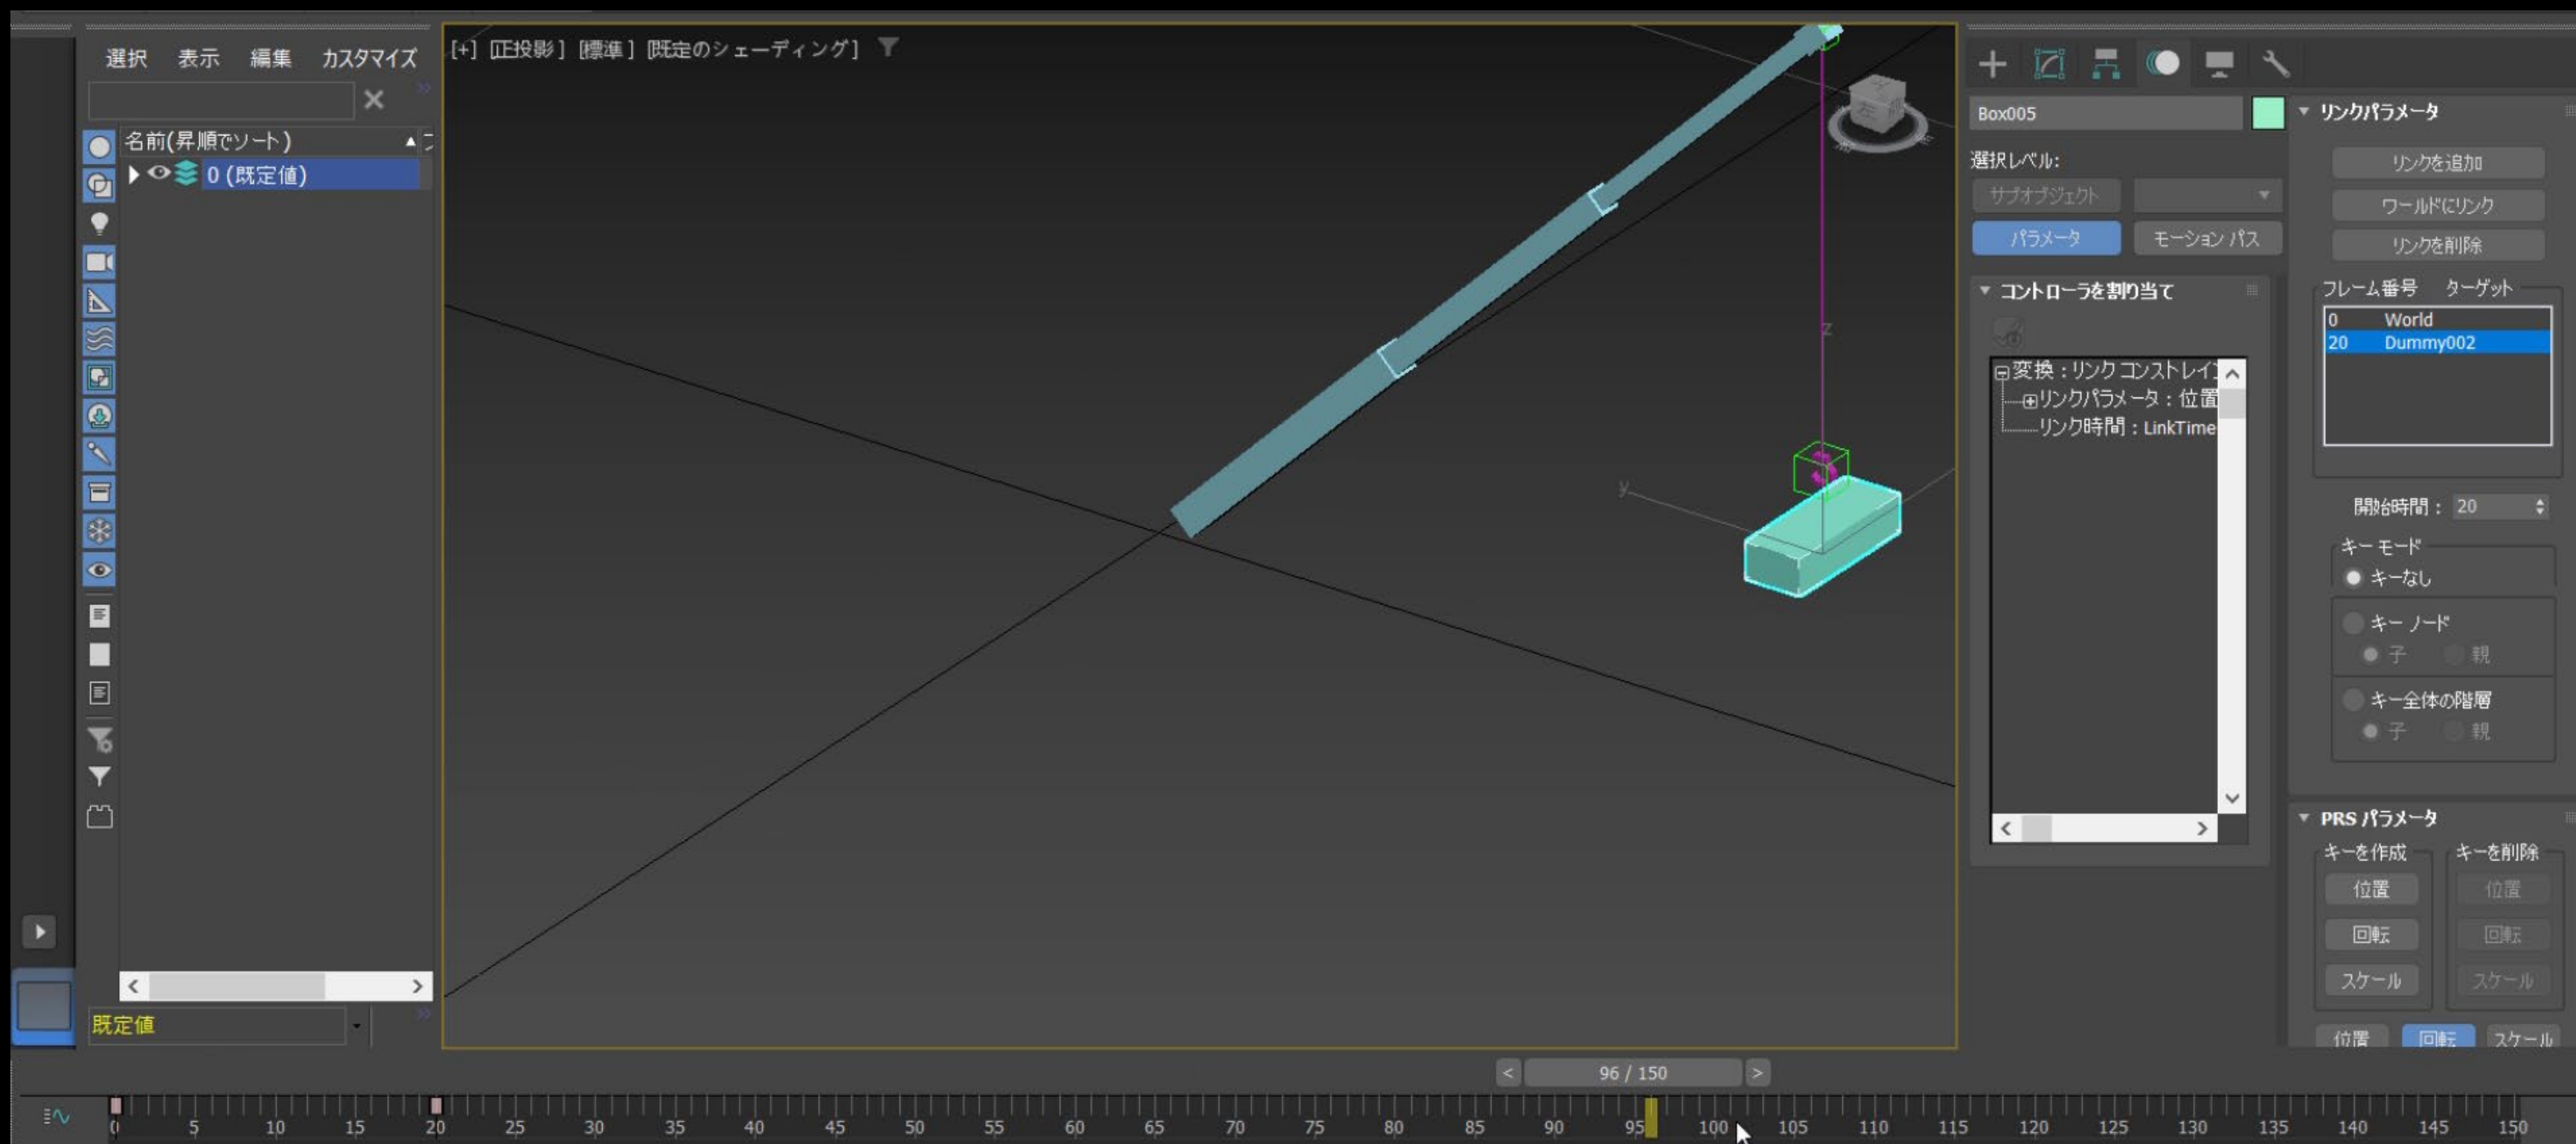 選択 表示 編集 カスタマイズ
名前(昇順でソート)
0 (既定値)
既定値
[+] [正投影] [標準] [既定のシェーディング]
z
y
Box005
選択レベル:
サブオブジェクト
パラメータ モーション パス
コントローラを割り当て
変換 : リンク コンストレイ
リンクパラメータ : 位置
リンク時間 : LinkTime
リンクパラメータ
リンクを追加
ワールドにリンク
リンクを削除
フレーム番号 ターゲット
0 World
20 Dummy002
開始時間 : 20
キー モード
キーなし
キー ノード
子 親
キー全体の階層
子 親
PRS パラメータ
キーを作成 キーを削除
位置 位置
回転 回転
スケール スケール
位置 回転 スケール
< 96 / 150 >
0 5 10 15 20 25 30 35 40 45 50 55 60 65 70 75 80 85 90 95 100 105 110 115 120 125 130 135 140 145 150